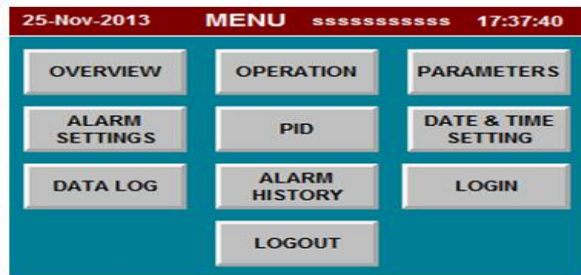 25-Nov-2013 MENU sssssssssss 17:37:40
OVERVIEW OPERATION PARAMETERS
ALARM SETTINGS PID DATE & TIME SETTING
DATA LOG ALARM HISTORY LOGIN
LOGOUT